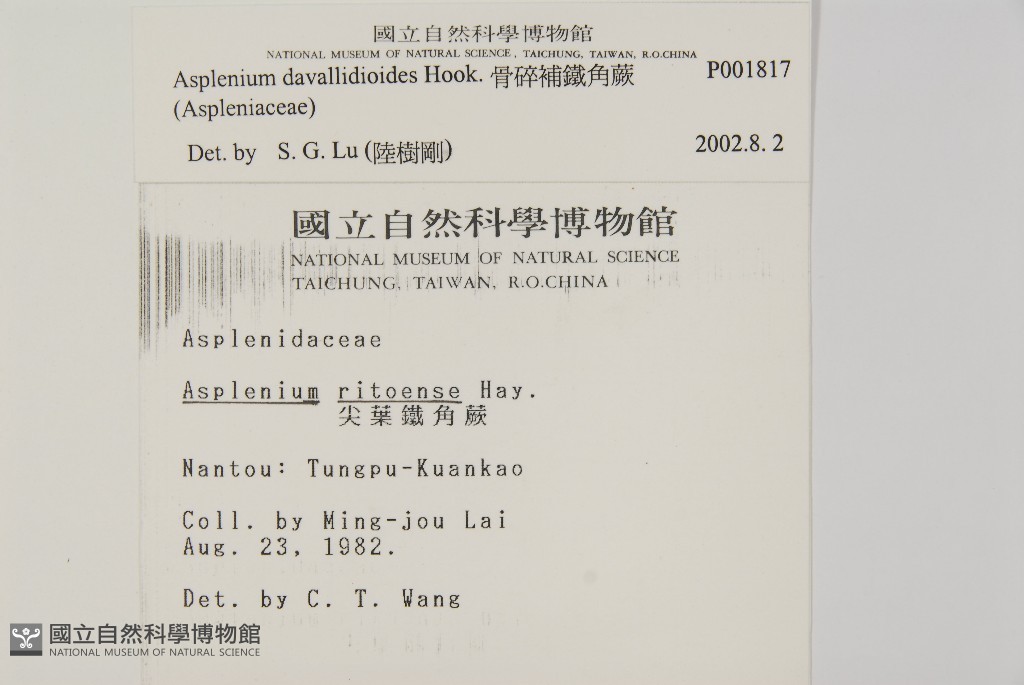 國立自然科學博物館
NATIONAL MUSEUM OF NATURAL SCIENCE, TAICHUNG, TAIWAN, R.O.CHINA
Asplenium davallidioides Hook. 骨碎補鐵角蕨 P001817
(Aspleniaceae)
Det. by S. G. Lu (陸樹剛) 2002.8. 2
國立自然科學博物館
NATIONAL MUSEUM OF NATURAL SCIENCE
TAICHUNG, TAIWAN, R.O.CHINA
Asplenidaceae
Asplenium ritoense Hay.
尖葉鐵角蕨
Nantou: Tungpu-Kuankao
Coll. by Ming-jou Lai
Aug. 23, 1982.
Det. by C. T. Wang
國立自然科學博物館
NATIONAL MUSEUM OF NATURAL SCIENCE